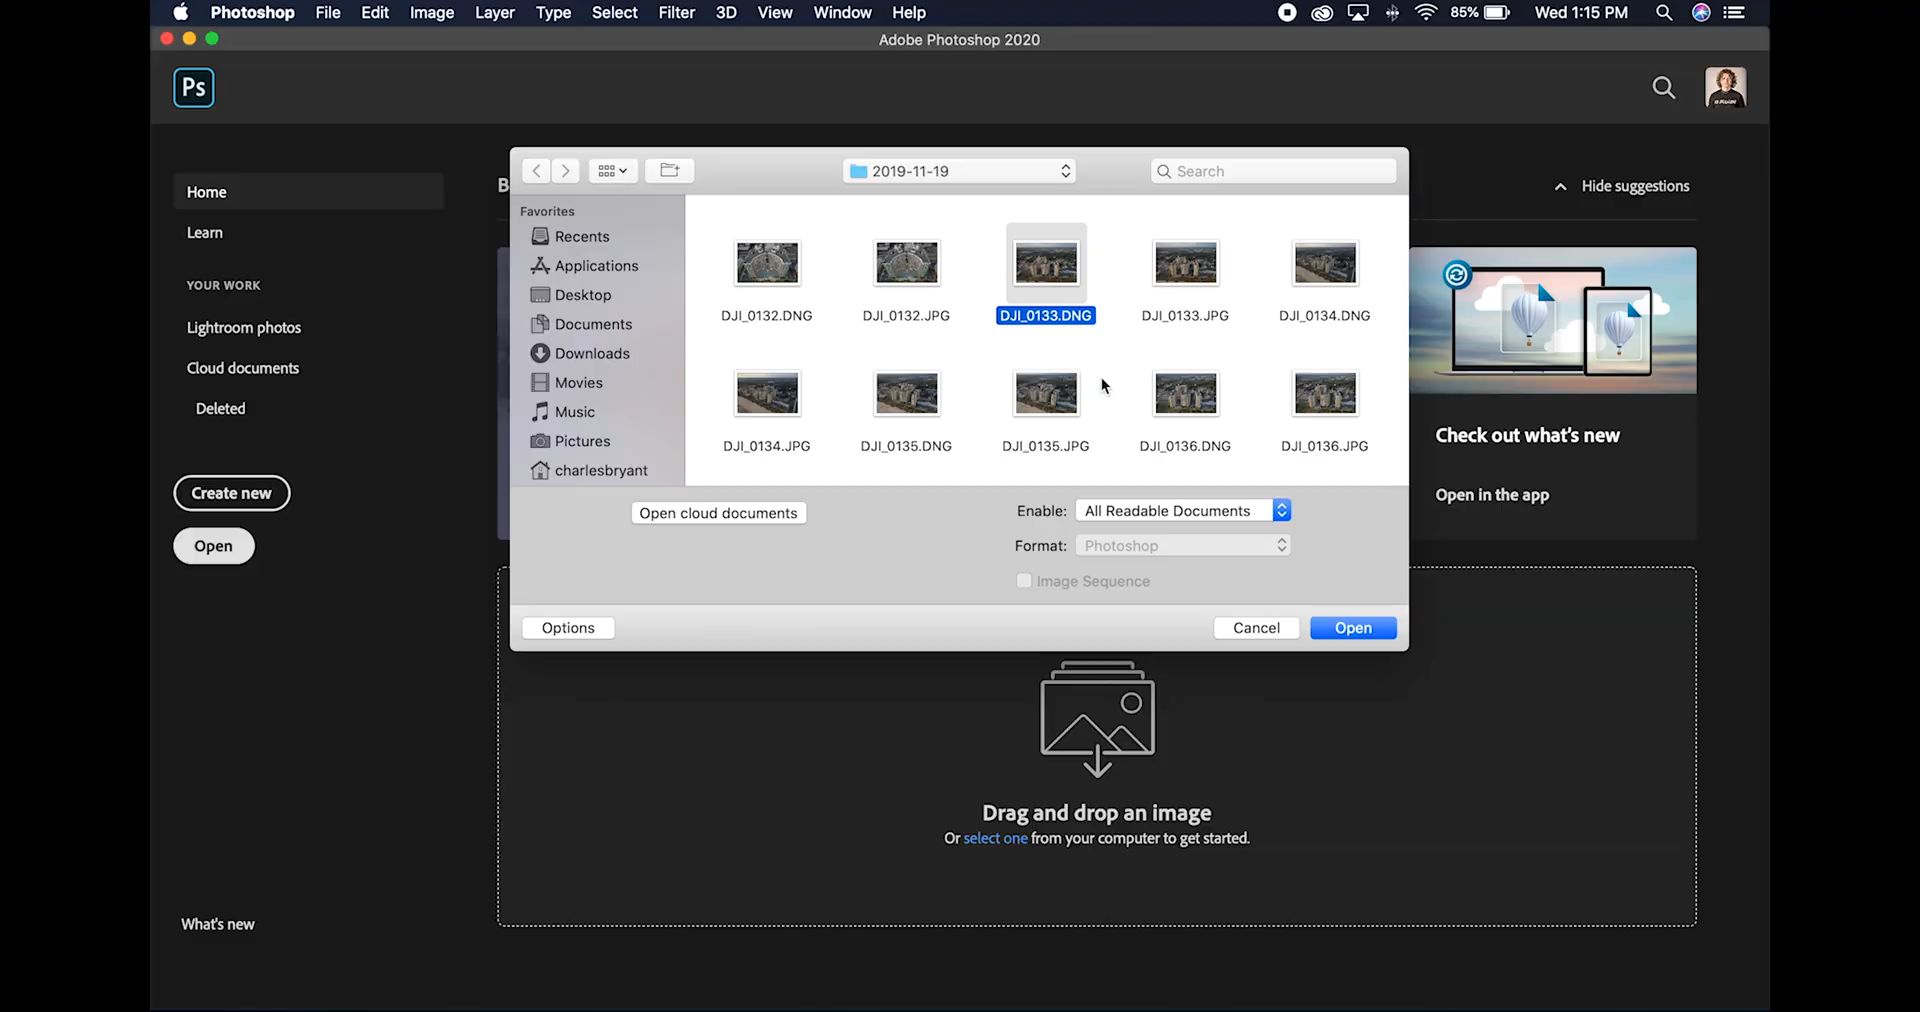 Photoshop File Edit Image Layer Type Select Filter 3D View Window Help 85% Wed 1:15 PM
Adobe Photoshop 2020
Ps
2019-11-19
Search
Home
Learn
YOUR WORK
Lightroom photos
Cloud documents
Deleted
Create new
Open
What's new
B
Hide suggestions
Favorites
Recents
Applications
Desktop
Documents
Downloads
Movies
Music
Pictures
charlesbryant
DJI_0132.DNG DJI_0132.JPG DJI_0133.DNG DJI_0133.JPG DJI_0134.DNG
DJI_0134.JPG DJI_0135.DNG DJI_0135.JPG DJI_0136.DNG DJI_0136.JPG
Open cloud documents
Enable: All Readable Documents
Format: Photoshop
Image Sequence
Options
Cancel
Open
Check out what's new
Open in the app
Drag and drop an image
Or select one from your computer to get started.